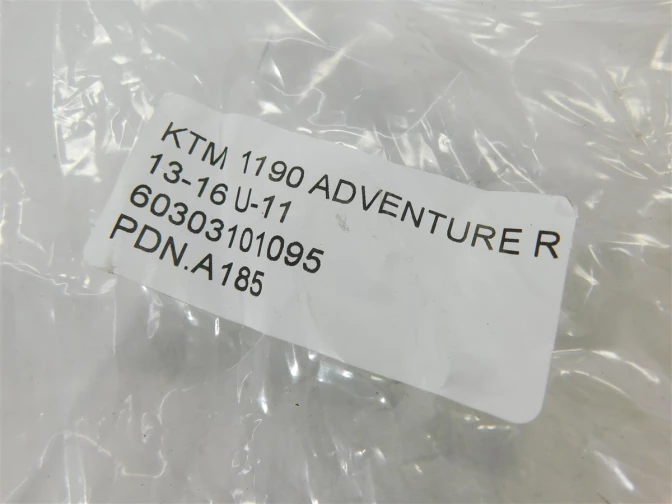 KTM 1190 ADVENTURE R
13-16 U-11
60303101095
PDN.A185